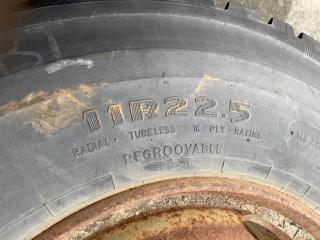 11R22.5
RADIAL TUBELESS 16 PLY-RATING
REGROOVABLE